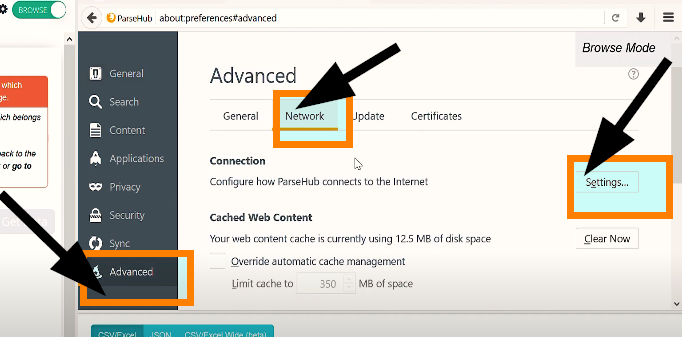 BROWSE
ParseHub
about:preferences#advanced
Browse Mode
which
ge.
ich belongs
back to the
or go to
General
Search
Content
Applications
Privacy
Security
Sync
Advanced
Advanced
General
Network
Update
Certificates
Connection
Configure how ParseHub connects to the Internet
Settings...
Cached Web Content
Your web content cache is currently using 12.5 MB of disk space
Clear Now
Override automatic cache management
Limit cache to 350 MB of space
CSV/Excel
JSON
CSV/Excel Wide (beta)